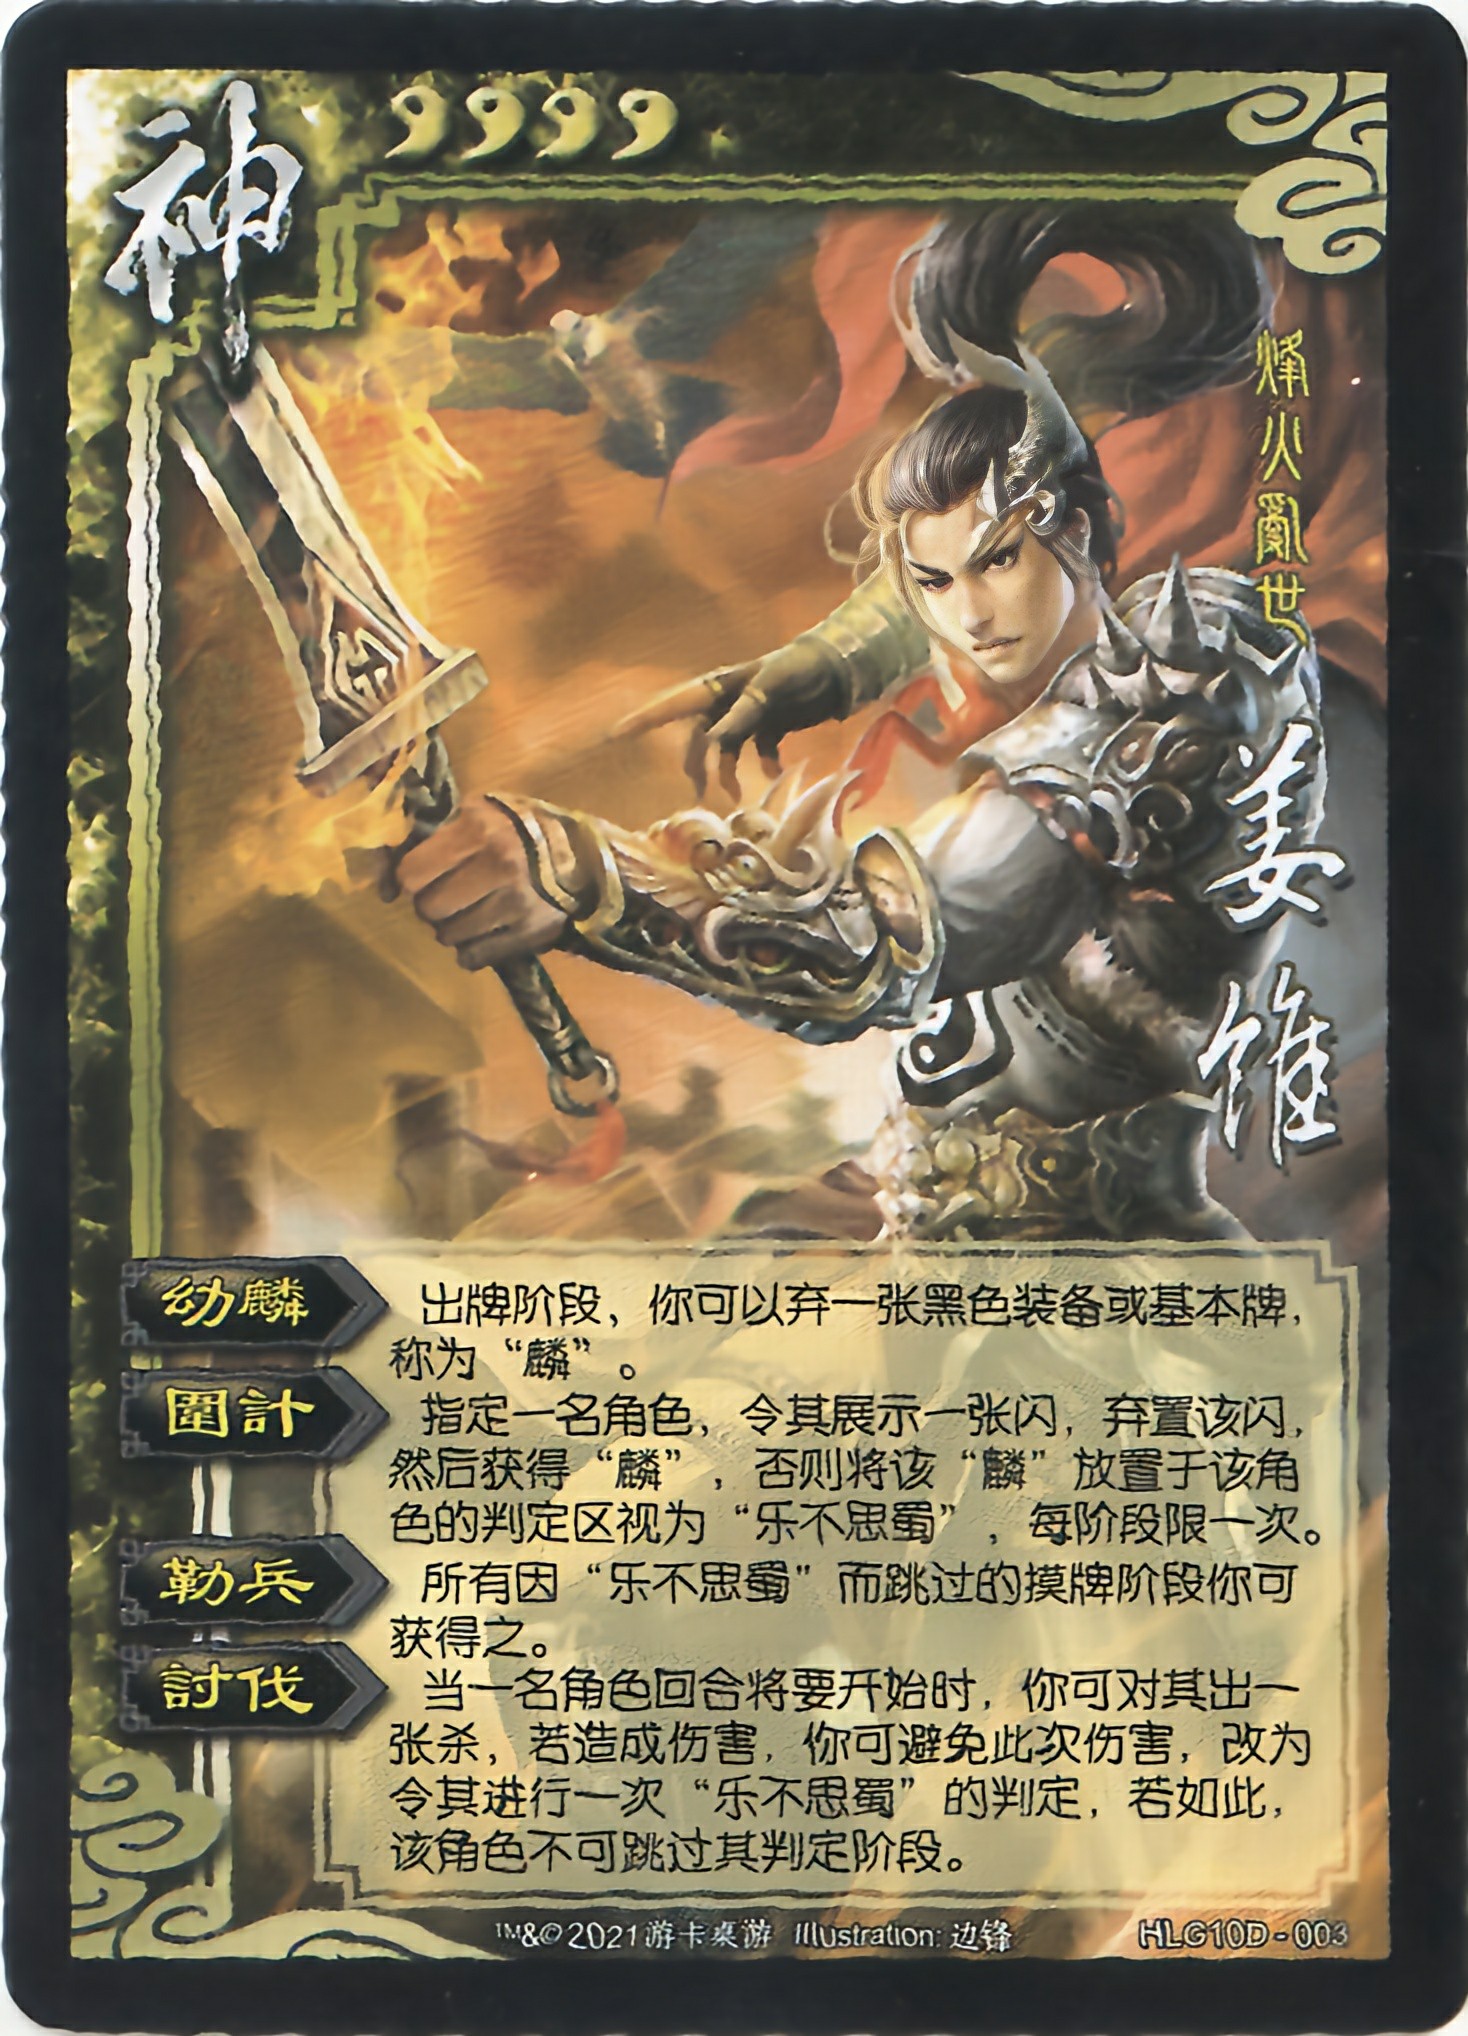 神
烽火亂世
姜维
幼麟
出牌阶段，你可以弃一张黑色装备或基本牌，
称为“麟”。
圍計
指定一名角色，令其展示一张闪，弃置该闪，
然后获得“麟”，否则将该“麟”放置于该角
色的判定区视为“乐不思蜀”，每阶段限一次。
勒兵
所有因“乐不思蜀”而跳过的摸牌阶段你可
获得之。
討伐
当一名角色回合将要开始时，你可对其出一
张杀，若造成伤害，你可避免此次伤害，改为
令其进行一次“乐不思蜀”的判定，若如此，
该角色不可跳过其判定阶段。
™&©2021游卡桌游 Illustration: 边锋
HLG10D-003